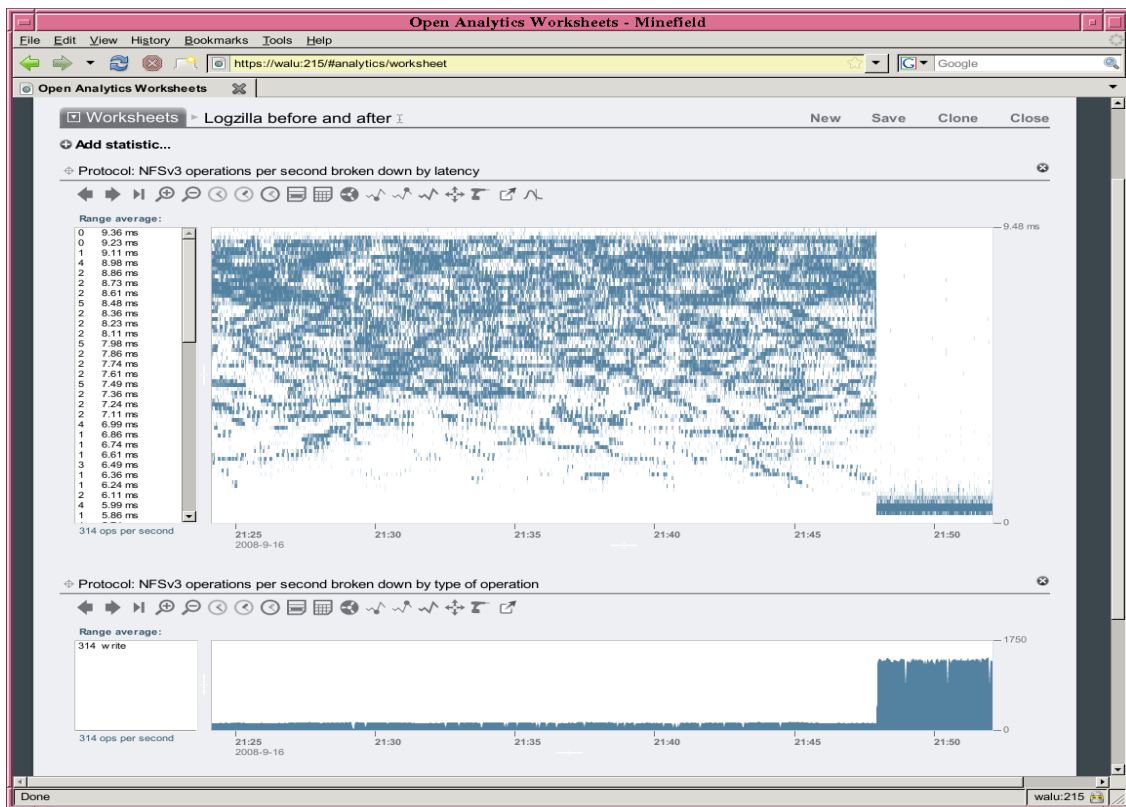 Open Analytics Worksheets - Minefield
File Edit View History Bookmarks Tools Help
https://walu:215/#analytics/worksheet
G Google
Open Analytics Worksheets
Worksheets Logzilla before and after New Save Clone Close
Add statistic...
Protocol: NFSv3 operations per second broken down by latency
Range average:
0 9.36 ms
0 9.23 ms
1 9.11 ms
4 8.98 ms
2 8.86 ms
2 8.73 ms
2 8.61 ms
5 8.48 ms
2 8.36 ms
2 8.23 ms
2 8.11 ms
5 7.98 ms
2 7.86 ms
2 7.74 ms
2 7.61 ms
5 7.49 ms
2 7.36 ms
2 7.24 ms
2 7.11 ms
4 6.99 ms
1 6.86 ms
1 6.74 ms
1 6.61 ms
3 6.49 ms
1 6.36 ms
1 6.24 ms
2 6.11 ms
4 5.99 ms
1 5.86 ms
314 ops per second
9.48 ms
0
21:25 21:30 21:35 21:40 21:45 21:50
2008-9-16
Protocol: NFSv3 operations per second broken down by type of operation
Range average:
314 write
314 ops per second
1750
0
21:25 21:30 21:35 21:40 21:45 21:50
2008-9-16
Done walu:215